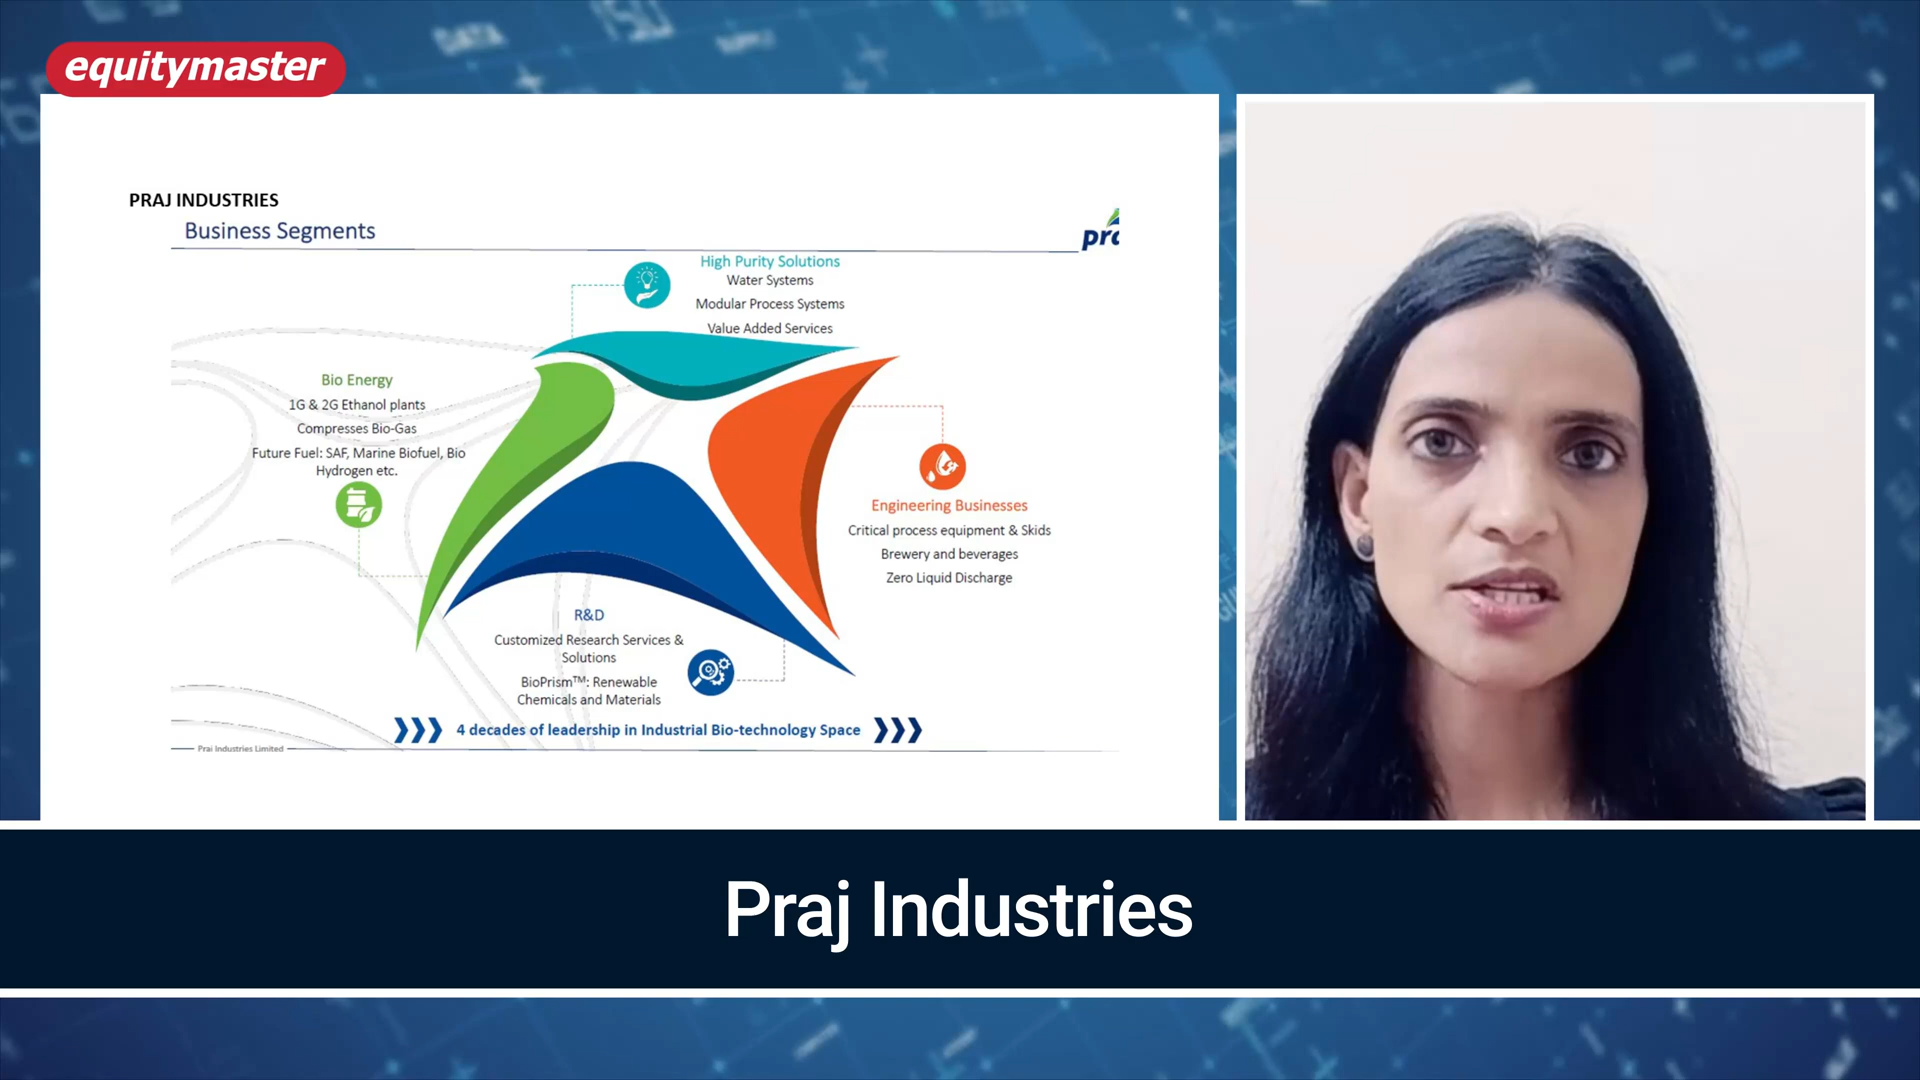 DATA
equitymaster
PRAJ INDUSTRIES
Business Segments
High Purity Solutions
Water Systems
Modular Process Systems
Value Added Services
Bio Energy
1G & 2G Ethanol plants
Compresses Bio-Gas
Future Fuel: SAF, Marine Biofuel, Bio
Hydrogen etc.
Engineering Businesses
Critical process equipment & Skids
Brewery and beverages
Zero Liquid Discharge
R&D
Customized Research Services &
Solutions
BioPrism™: Renewable
Chemicals and Materials
4 decades of leadership in Industrial Bio-technology Space
Praj Industries Limited
Praj Industries